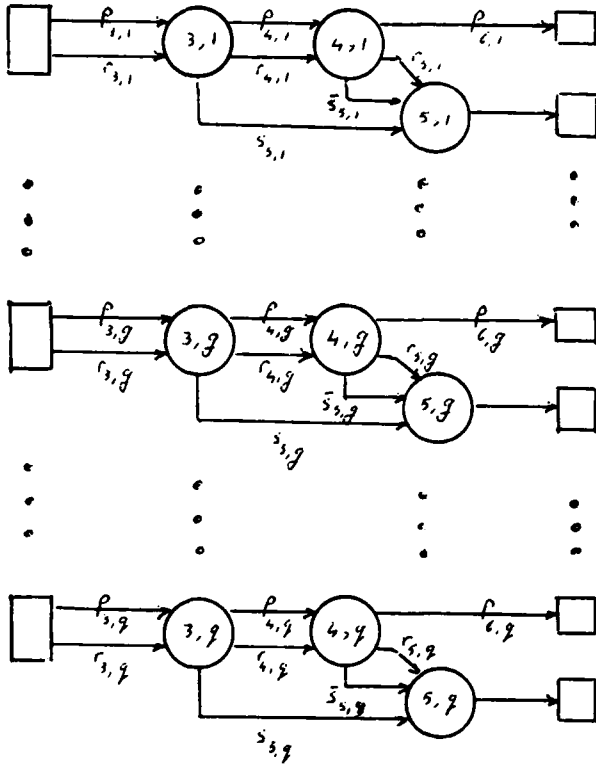 p3,1 p4,1 p6,1
3,1 4,1
r3,1 r4,1 r5,1
s̄5,1 5,1
s5,1
p3,g p4,g p6,g
3,g 4,g
r3,g r4,g r5,g
s̄5,g 5,g
s5,g
p3,q p4,q p6,q
3,q 4,q
r3,q r4,q r5,q
s̄5,q 5,q
s5,q